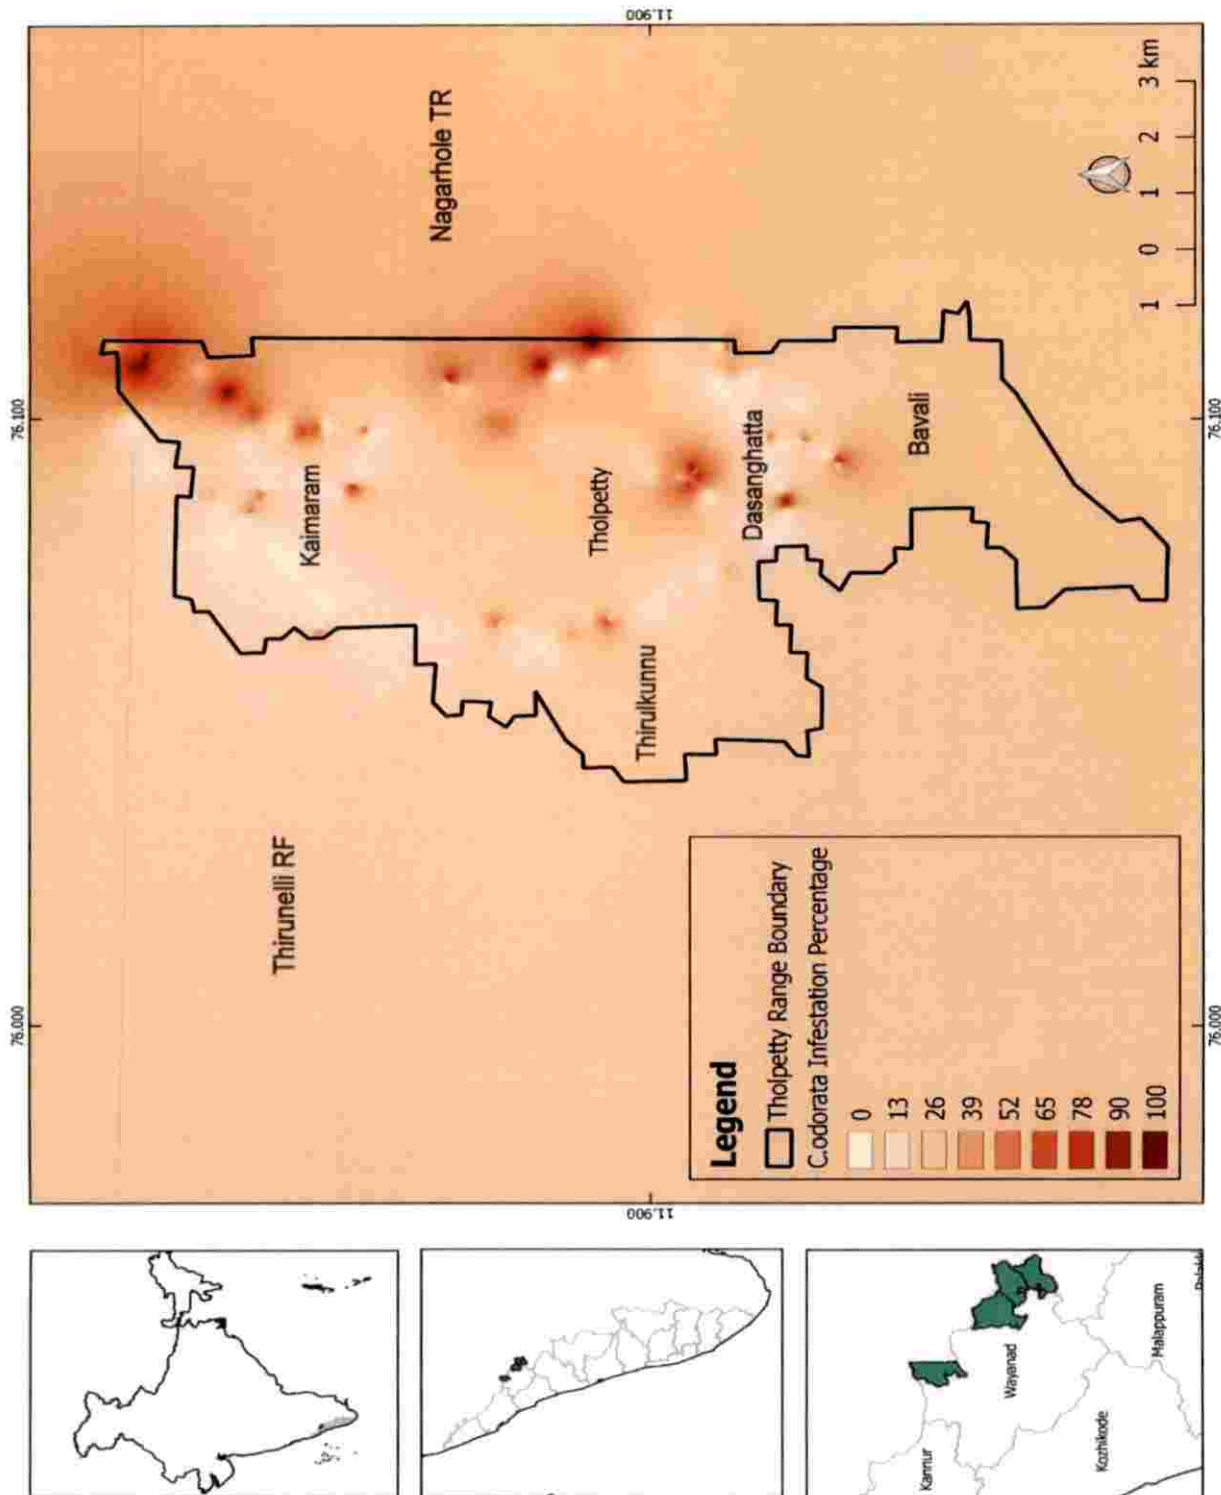 76.000
76.100
11.900
11.900
76.000
76.100
Thirunelli RF
Nagarhole TR
Kaimaram
Tholpetty
Thirulkunnu
Dasanghatta
Bavali
1 0 1 2 3 km
Legend
Tholpetty Range Boundary
C.odorata Infestation Percentage
0
13
26
39
52
65
78
90
100
Kannur
Wayanad
Kozhikode
Malappuram